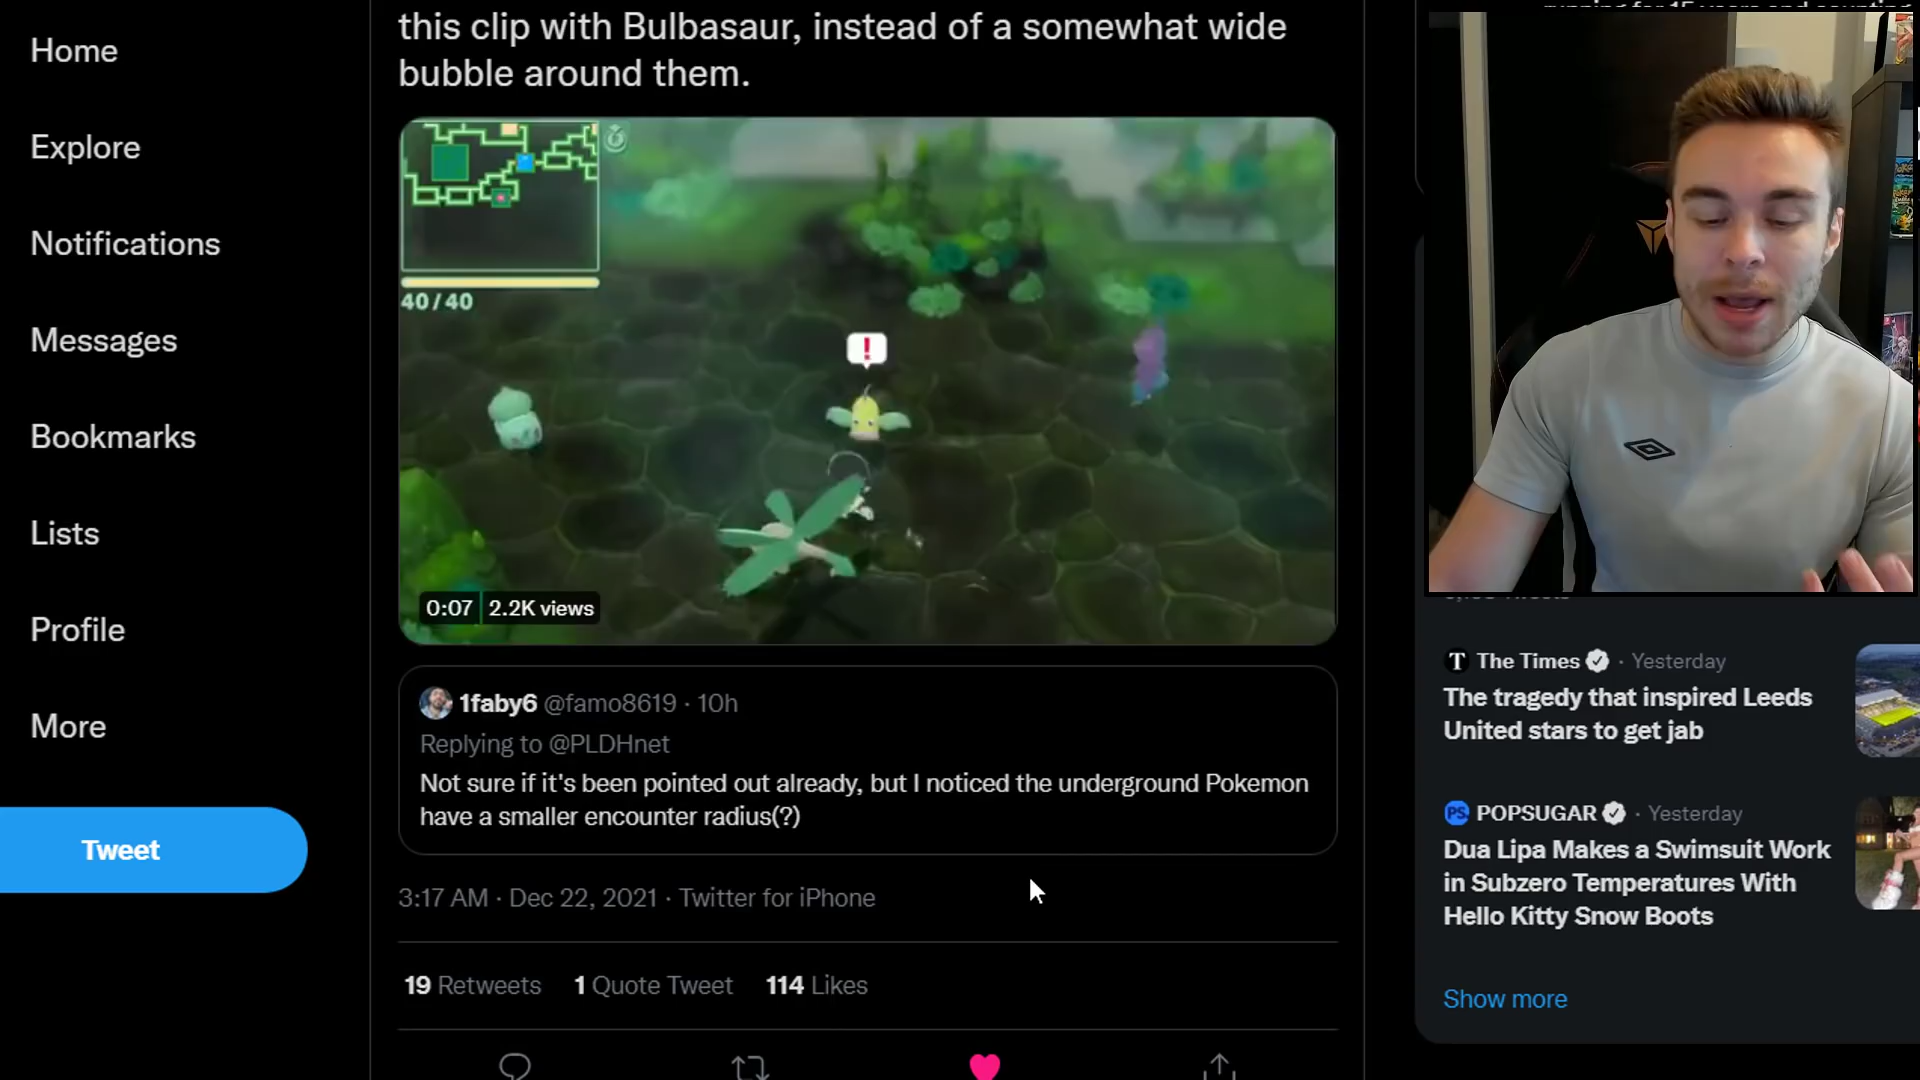 Home
Explore
Notifications
Messages
Bookmarks
Lists
Profile
More
Tweet
this clip with Bulbasaur, instead of a somewhat wide
bubble around them.
40/40
!
0:07 2.2K views
1faby6 @famo8619 · 10h
Replying to @PLDHnet
Not sure if it's been pointed out already, but I noticed the underground Pokemon
have a smaller encounter radius(?)
3:17 AM · Dec 22, 2021 · Twitter for iPhone
19 Retweets 1 Quote Tweet 114 Likes
T The Times · Yesterday
The tragedy that inspired Leeds
United stars to get jab
PS POPSUGAR · Yesterday
Dua Lipa Makes a Swimsuit Work
in Subzero Temperatures With
Hello Kitty Snow Boots
Show more